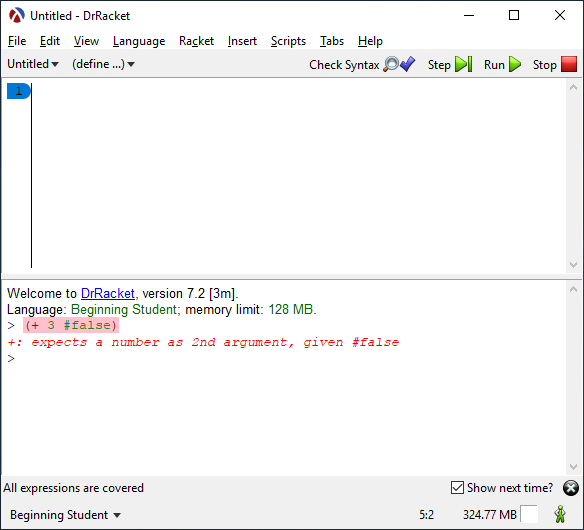 Untitled - DrRacket
File Edit View Language Racket Insert Scripts Tabs Help
Untitled (define ...) Check Syntax Step Run Stop
1
Welcome to DrRacket, version 7.2 [3m].
Language: Beginning Student; memory limit: 128 MB.
> (+ 3 #false)
+: expects a number as 2nd argument, given #false
>
All expressions are covered Show next time?
Beginning Student 5:2 324.77 MB